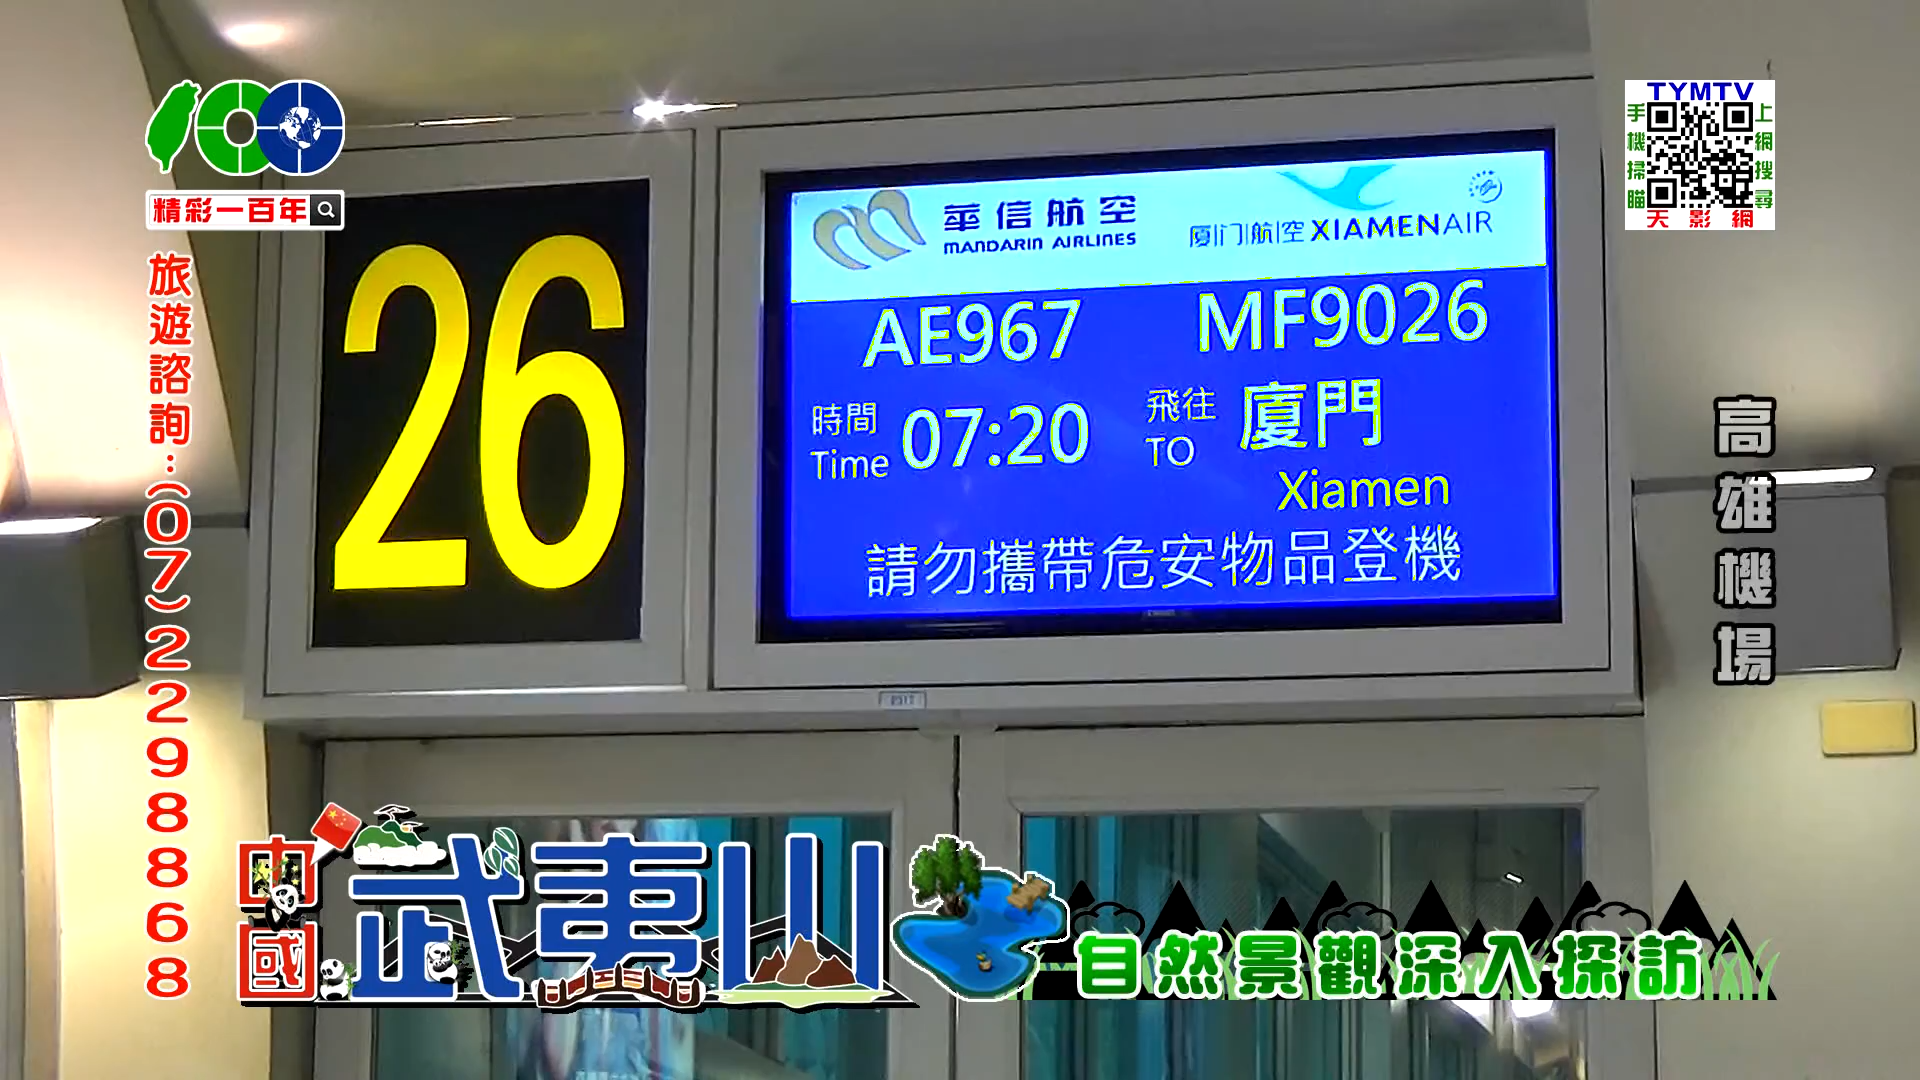 100
精彩一百年
旅遊諮詢:(07)2298868
26
華信航空
MANDARIN AIRLINES
厦门航空 XIAMENAIR
AE967 MF9026
時間 07:20 飛往 廈門
Time TO Xiamen
請勿攜帶危安物品登機
TYMTV
手機掃瞄
上網搜尋
天影網
高雄機場
中國
武夷山
自然景觀深入探訪